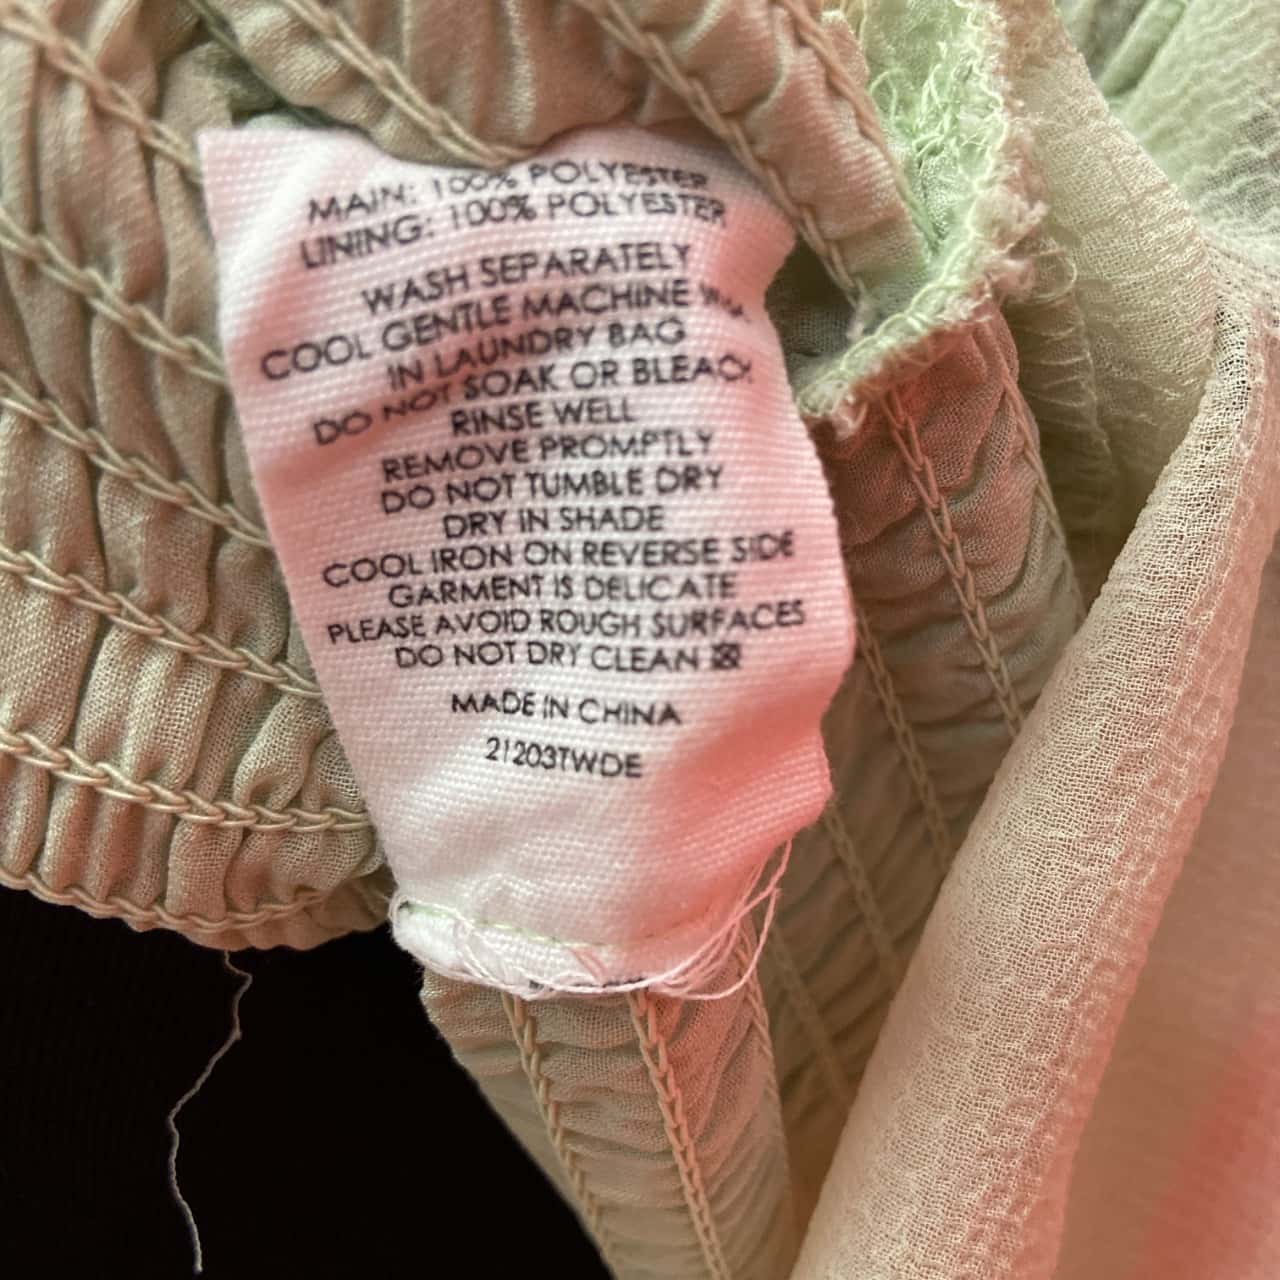 MAIN: 100% POLYESTER
LINING: 100% POLYESTER
WASH SEPARATELY
COOL GENTLE MACHINE
IN LAUNDRY BAG
DO NOT SOAK OR BLEACH
RINSE WELL
REMOVE PROMPTLY
DO NOT TUMBLE DRY
DRY IN SHADE
COOL IRON ON REVERSE SIDE
GARMENT IS DELICATE
PLEASE AVOID ROUGH SURFACES
DO NOT DRY CLEAN
MADE IN CHINA
21203TWDE